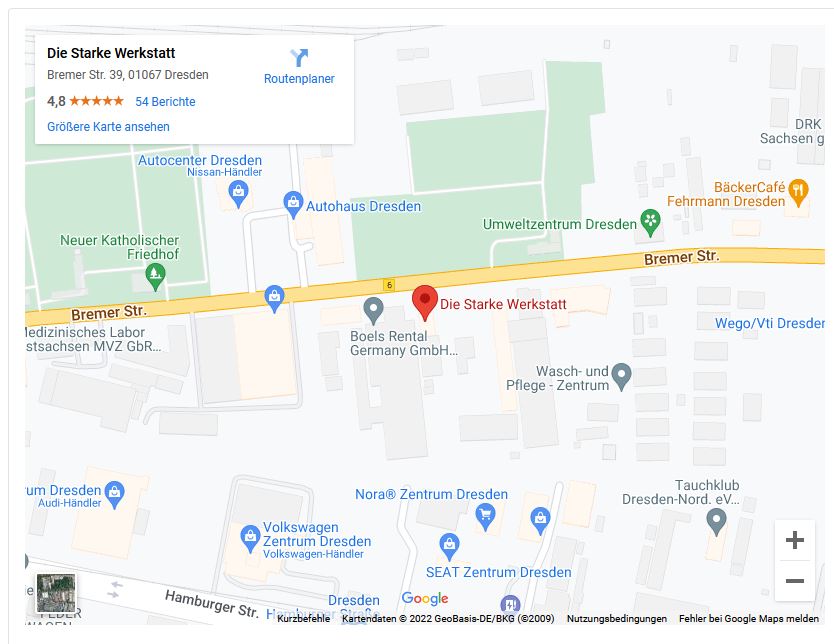 Die Starke Werkstatt
Bremer Str. 39, 01067 Dresden
Routenplaner
4,8
54 Berichte
Größere Karte ansehen
DRK
Sachsen g
Autocenter Dresden
Nissan-Händler
BäckerCafé
Fehrmann Dresden
Autohaus Dresden
Umweltzentrum Dresden
Neuer Katholischer
Friedhof
Bremer Str.
6
Die Starke Werkstatt
Bremer Str.
Wego/Vti Dresden
Medizinisches Labor
stsachsen MVZ GbR...
Boels Rental
Germany GmbH...
Wasch- und
Pflege - Zentrum
Tauchklub
Dresden-Nord. eV...
um Dresden
Audi-Händler
Nora® Zentrum Dresden
Volkswagen
Zentrum Dresden
Volkswagen-Händler
SEAT Zentrum Dresden
+
−
Hamburger Str.
Dresden
Hamburger Straße
Google
Kurzbefehle
Kartendaten © 2022 GeoBasis-DE/BKG (©2009)
Nutzungsbedingungen
Fehler bei Google Maps melden